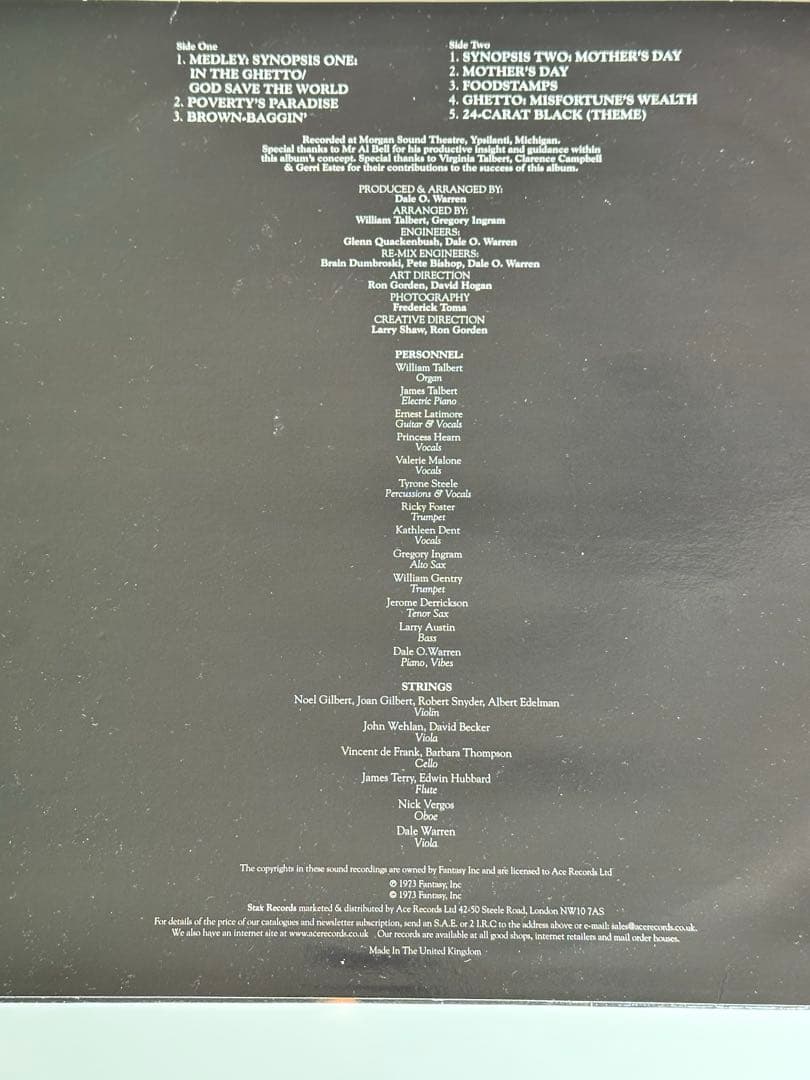 Side One
1. MEDLEY: SYNOPSIS ONE:
IN THE GHETTO/
GOD SAVE THE WORLD
2. POVERTY'S PARADISE
3. BROWN-BAGGIN'
Side Two
1. SYNOPSIS TWO: MOTHER'S DAY
2. MOTHER'S DAY
3. FOODSTAMPS
4. GHETTO: MISFORTUNE'S WEALTH
5. 24-CARAT BLACK (THEME)
Recorded at Morgan Sound Theatre, Ypsilanti, Michigan.
Special thanks to Mr Al Bell for his productive insight and guidance within
this album's concept. Special thanks to Virginia Talbert, Clarence Campbell
& Gerri Estes for their contributions to the success of this album.
PRODUCED & ARRANGED BY:
Dale O. Warren
ARRANGED BY:
William Talbert, Gregory Ingram
ENGINEERS:
Glenn Quackenbush, Dale O. Warren
RE-MIX ENGINEERS:
Brain Dumbroski, Pete Bishop, Dale O. Warren
ART DIRECTION
Ron Gorden, David Hogan
PHOTOGRAPHY
Frederick Toma
CREATIVE DIRECTION
Larry Shaw, Ron Gorden
PERSONNEL:
William Talbert
Organ
James Talbert
Electric Piano
Ernest Latimore
Guitar & Vocals
Princess Hearn
Vocals
Valerie Malone
Vocals
Tyrone Steele
Percussions & Vocals
Ricky Foster
Trumpet
Kathleen Dent
Vocals
Gregory Ingram
Alto Sax
William Gentry
Trumpet
Jerome Derrickson
Tenor Sax
Larry Austin
Bass
Dale O.Warren
Piano, Vibes
STRINGS
Noel Gilbert, Joan Gilbert, Robert Snyder, Albert Edelman
Violin
John Wehlan, David Becker
Viola
Vincent de Frank, Barbara Thompson
Cello
James Terry, Edwin Hubbard
Flute
Nick Vergos
Oboe
Dale Warren
Viola
The copyrights in these sound recordings are owned by Fantasy Inc and are licensed to Ace Records Ltd
℗ 1973 Fantasy, Inc
© 1973 Fantasy, Inc
Stax Records marketed & distributed by Ace Records Ltd 42-50 Steele Road, London NW10 7AS
For details of the price of our catalogues and newsletter subscription, send an S.A.E. or 2 I.R.C to the address above or e-mail: sales@acerecords.co.uk.
We also have an internet site at www.acerecords.co.uk . Our records are available at all good shops, internet retailers and mail order houses.
Made In The United Kingdom